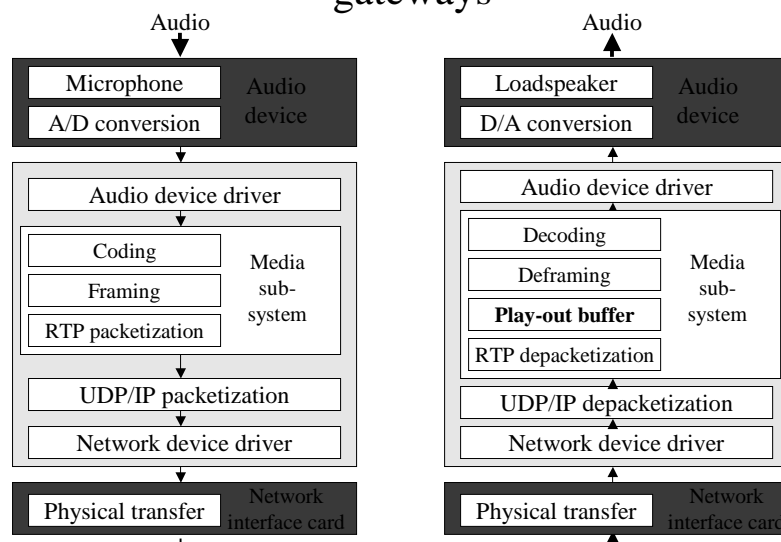 gateways
Audio
Microphone
Audio
device
A/D conversion
Audio device driver
Coding
Framing
RTP packetization
Media
sub-
system
UDP/IP packetization
Network device driver
Physical transfer
Network
interface card
Audio
Loadspeaker
Audio
device
D/A conversion
Audio device driver
Decoding
Deframing
Play-out buffer
RTP depacketization
Media
sub-
system
UDP/IP depacketization
Network device driver
Physical transfer
Network
interface card